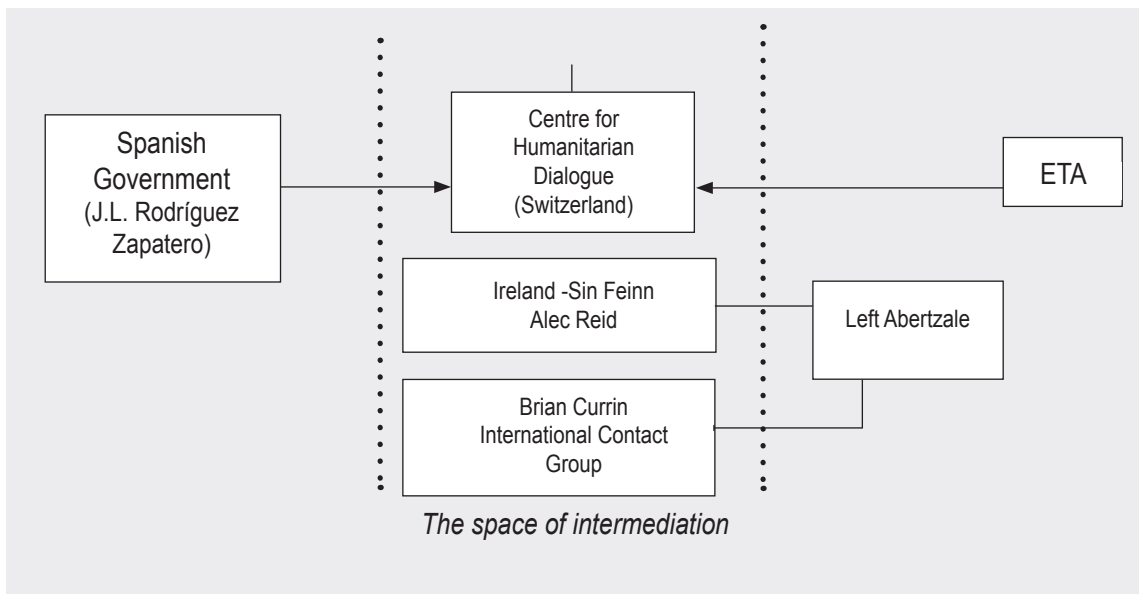 Spanish
Government
(J.L. Rodríguez
Zapatero)
Centre for
Humanitarian
Dialogue
(Switzerland)
ETA
Ireland -Sin Feinn
Alec Reid
Left Abertzale
Brian Currin
International Contact
Group
The space of intermediation